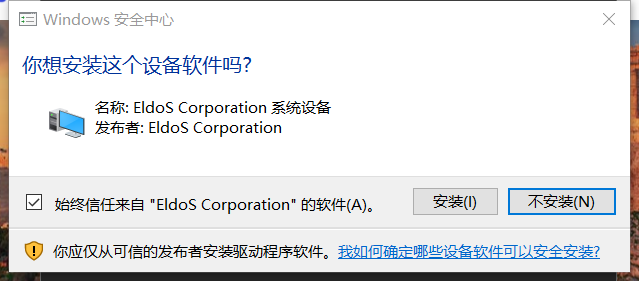 Windows 安全中心
你想安装这个设备软件吗?
名称: EldoS Corporation 系统设备
发布者: EldoS Corporation
始终信任来自 "EldoS Corporation" 的软件(A)。
安装(I)
不安装(N)
你应仅从可信的发布者安装驱动程序软件。我如何确定哪些设备软件可以安全安装?